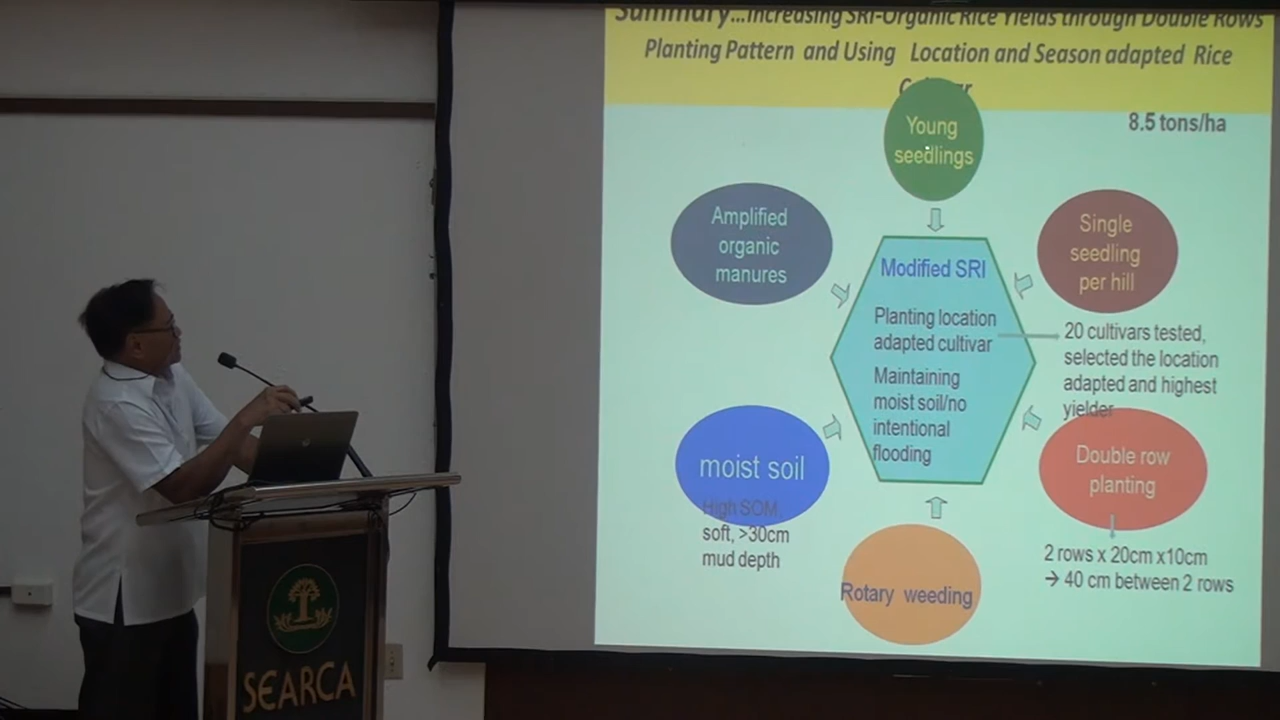 Summary...Increasing SRI-Organic Rice Yields through Double Rows
Planting Pattern and Using Location and Season adapted Rice
8.5 tons/ha
Young
seedlings
Amplified
organic
manures
Single
seedling
per hill
Modified SRI
Planting location
adapted cultivar
Maintaining
moist soil/no
intentional
flooding
20 cultivars tested,
selected the location
adapted and highest
yielder
moist soil
High SOM,
soft, >30cm
mud depth
Double row
planting
2 rows x 20cm x10cm
→ 40 cm between 2 rows
Rotary weeding
SEARCA